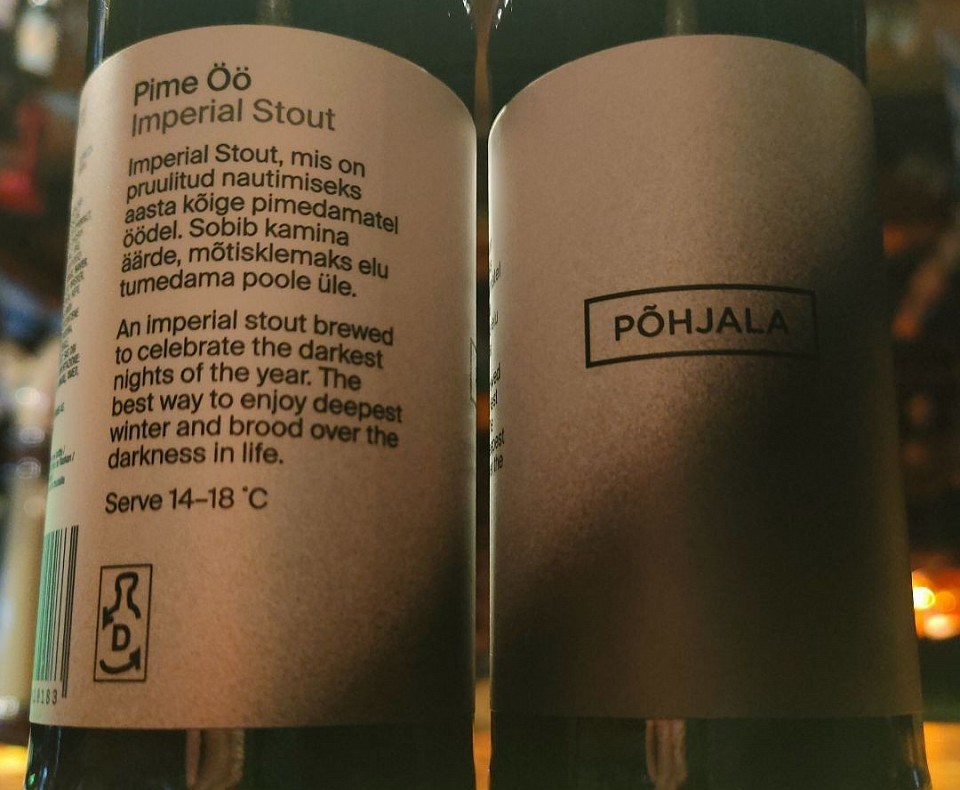 Pime Öö
Imperial Stout
Imperial Stout, mis on
pruulitud nautimiseks
aasta kõige pimedamatel
öödel. Sobib kamina
äärde, mõtisklemaks elu
tumedama poole üle.
An imperial stout brewed
to celebrate the darkest
nights of the year. The
best way to enjoy deepest
winter and brood over the
darkness in life.
Serve 14–18 °C
D
PÕHJALA